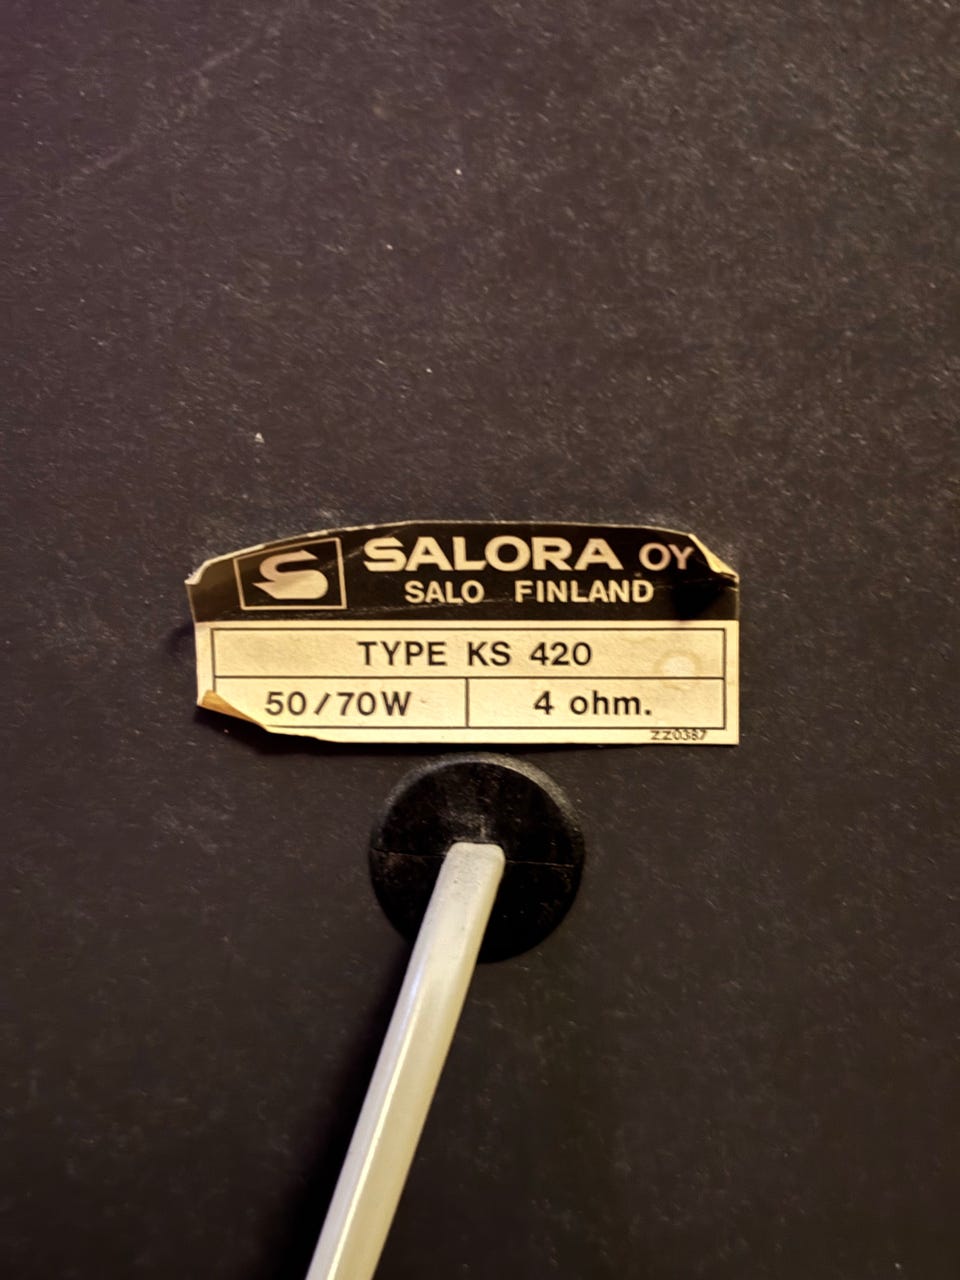 SALORA OY
SALO FINLAND
TYPE KS 420
50/70W 4 ohm.
ZZ0387